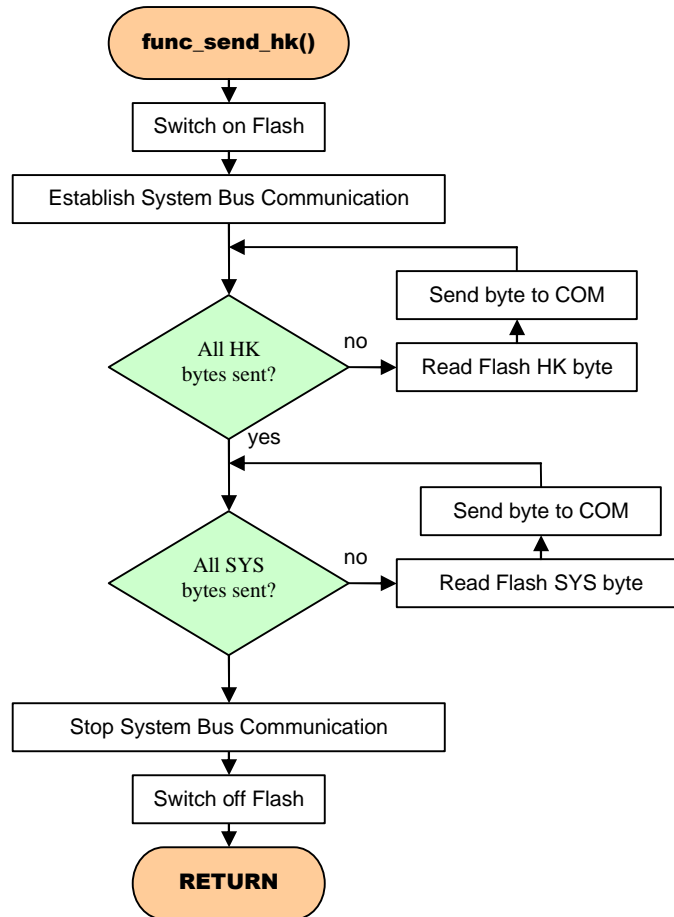 func_send_hk()
Switch on Flash
Establish System Bus Communication
Send byte to COM
All HK
bytes sent?
no
Read Flash HK byte
yes
Send byte to COM
All SYS
bytes sent?
no
Read Flash SYS byte
Stop System Bus Communication
Switch off Flash
RETURN